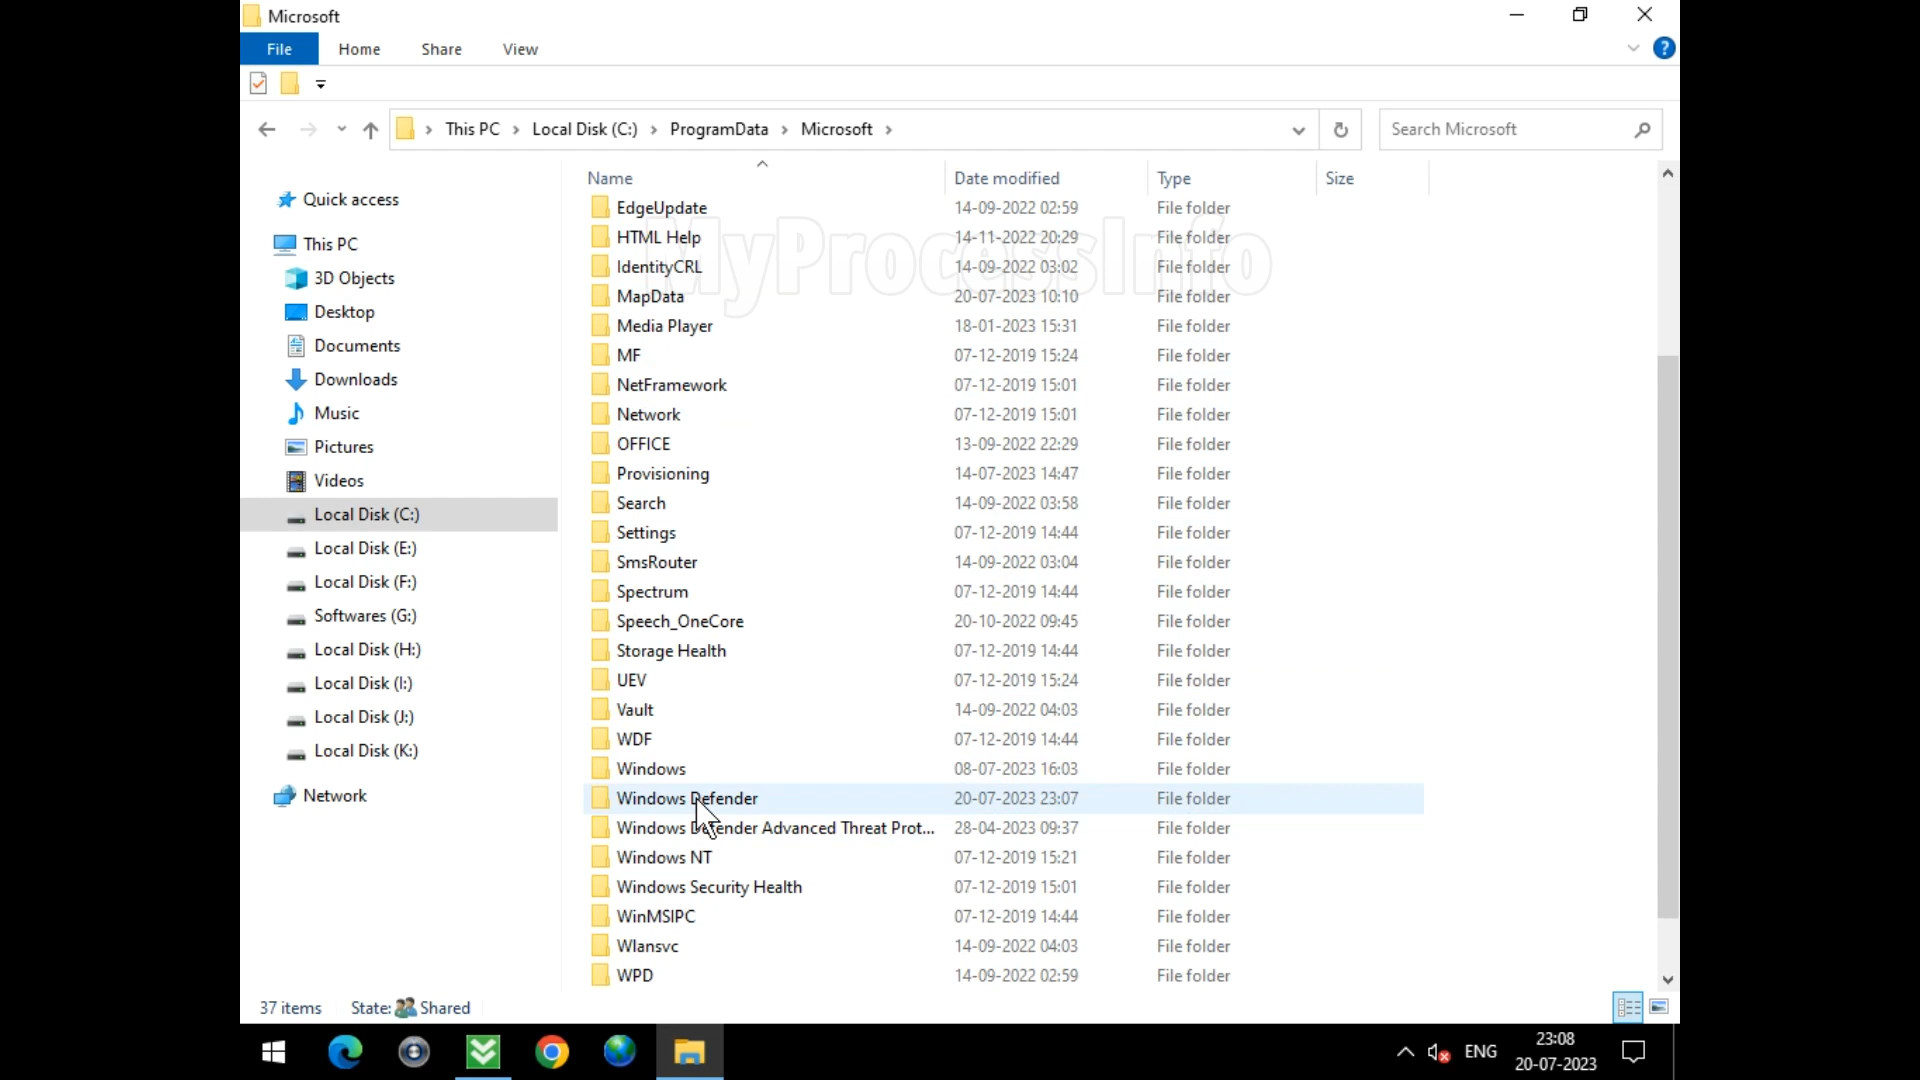 Microsoft
File Home Share View ?
This PC Local Disk (C:) ProgramData Microsoft
Search Microsoft
Quick access
This PC
3D Objects
Desktop
Documents
Downloads
Music
Pictures
Videos
Local Disk (C:)
Local Disk (E:)
Local Disk (F:)
Softwares (G:)
Local Disk (H:)
Local Disk (I:)
Local Disk (J:)
Local Disk (K:)
Network
Name Date modified Type Size
EdgeUpdate 14-09-2022 02:59 File folder
HTML Help 14-11-2022 20:29 File folder
MyProcessInfo
IdentityCRL 14-09-2022 03:02 File folder
MapData 20-07-2023 10:10 File folder
Media Player 18-01-2023 15:31 File folder
MF 07-12-2019 15:24 File folder
NetFramework 07-12-2019 15:01 File folder
Network 07-12-2019 15:01 File folder
OFFICE 13-09-2022 22:29 File folder
Provisioning 14-07-2023 14:47 File folder
Search 14-09-2022 03:58 File folder
Settings 07-12-2019 14:44 File folder
SmsRouter 14-09-2022 03:04 File folder
Spectrum 07-12-2019 14:44 File folder
Speech_OneCore 20-10-2022 09:45 File folder
Storage Health 07-12-2019 14:44 File folder
UEV 07-12-2019 15:24 File folder
Vault 14-09-2022 04:03 File folder
WDF 07-12-2019 14:44 File folder
Windows 08-07-2023 16:03 File folder
Windows Defender 20-07-2023 23:07 File folder
Windows Defender Advanced Threat Prot... 28-04-2023 09:37 File folder
Windows NT 07-12-2019 15:21 File folder
Windows Security Health 07-12-2019 15:01 File folder
WinMSIPC 07-12-2019 14:44 File folder
Wlansvc 14-09-2022 04:03 File folder
WPD 14-09-2022 02:59 File folder
37 items State: Shared
ENG 23:08
20-07-2023